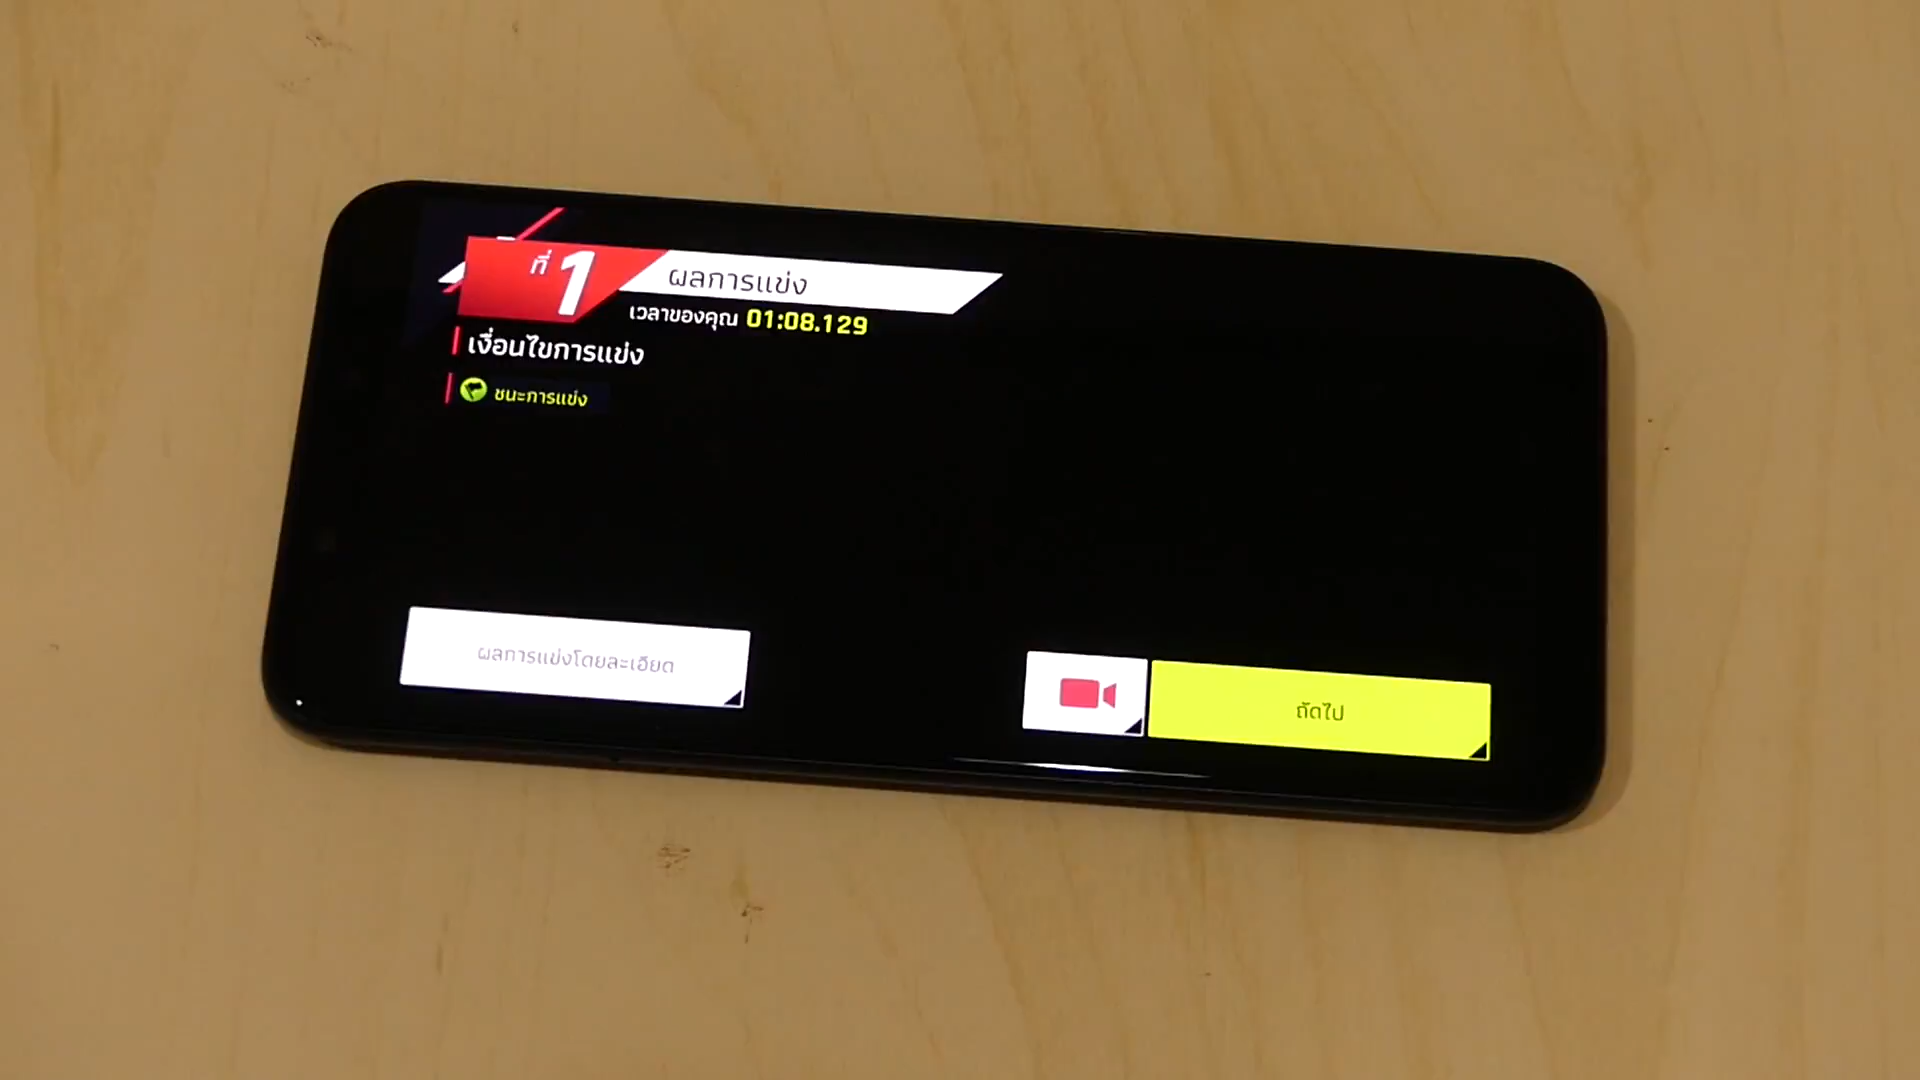 ที่ 1
ผลการแข่ง
เวลาของคุณ 01:08.129
เงื่อนไขการแข่ง
ชนะการแข่ง
ผลการแข่งโดยละเอียด
ถัดไป